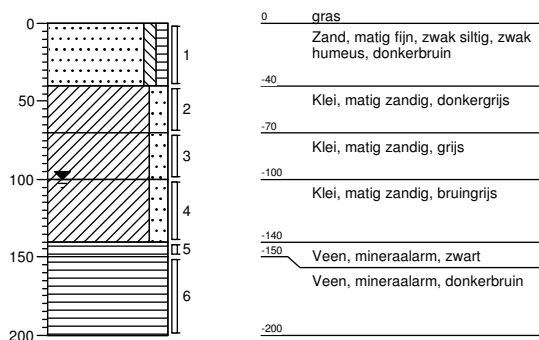 0
50
100
150
200
1
2
3
4
5
6
0 gras
Zand, matig fijn, zwak siltig, zwak
humeus, donkerbruin
-40
Klei, matig zandig, donkergrijs
-70
Klei, matig zandig, grijs
-100
Klei, matig zandig, bruingrijs
-140
Veen, mineraalarm, zwart
-150
Veen, mineraalarm, donkerbruin
-200